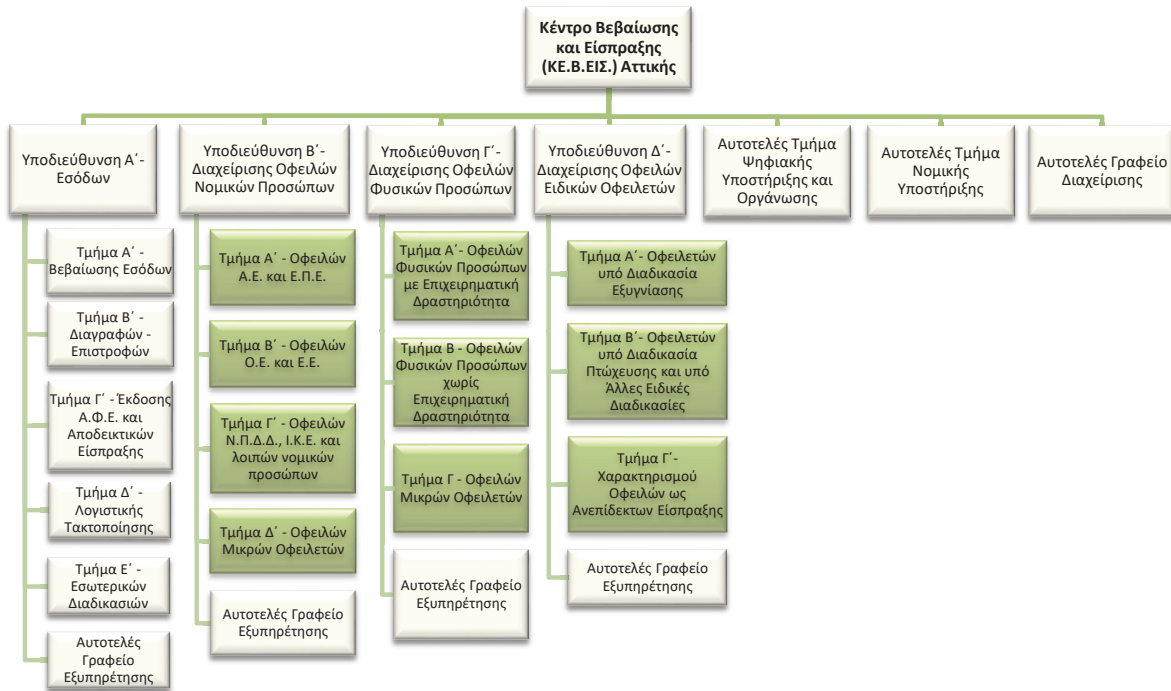 Κέντρο Βεβαίωσης
και Είσπραξης
(ΚΕ.Β.ΕΙΣ.) Αττικής
Υποδιεύθυνση Α΄-
Εσόδων
Υποδιεύθυνση Β΄-
Διαχείρισης Οφειλών
Νομικών Προσώπων
Υποδιεύθυνση Γ΄-
Διαχείρισης Οφειλών
Φυσικών Προσώπων
Υποδιεύθυνση Δ΄-
Διαχείρισης Οφειλών
Ειδικών Οφειλετών
Αυτοτελές Τμήμα
Ψηφιακής
Υποστήριξης και
Οργάνωσης
Αυτοτελές Τμήμα
Νομικής
Υποστήριξης
Αυτοτελές Γραφείο
Διαχείρισης
Τμήμα Α΄ -
Βεβαίωσης Εσόδων
Τμήμα Β΄ -
Διαγραφών -
Επιστροφών
Τμήμα Γ΄ - Έκδοσης
Α.Φ.Ε. και
Αποδεικτικών
Είσπραξης
Τμήμα Δ΄ -
Λογιστικής
Τακτοποίησης
Τμήμα Ε΄ -
Εσωτερικών
Διαδικασιών
Αυτοτελές
Γραφείο
Εξυπηρέτησης
Τμήμα Α΄ - Οφειλών
Α.Ε. και Ε.Π.Ε.
Τμήμα Β΄ - Οφειλών
Ο.Ε. και Ε.Ε.
Τμήμα Γ΄ - Οφειλών
Ν.Π.Δ.Δ., Ι.Κ.Ε. και
λοιπών νομικών
προσώπων
Τμήμα Δ΄ - Οφειλών
Μικρών Οφειλετών
Αυτοτελές Γραφείο
Εξυπηρέτησης
Τμήμα Α΄- Οφειλών
Φυσικών Προσώπων
με Επιχειρηματική
Δραστηριότητα
Τμήμα Β - Οφειλών
Φυσικών Προσώπων
χωρίς
Επιχειρηματική
Δραστηριότητα
Τμήμα Γ - Οφειλών
Μικρών Οφειλετών
Αυτοτελές Γραφείο
Εξυπηρέτησης
Τμήμα Α΄- Οφειλετών
υπό Διαδικασία
Εξυγνίασης
Τμήμα Β΄- Οφειλετών
υπό Διαδικασία
Πτώχευσης και υπό
Άλλες Ειδικές
Διαδικασίες
Τμήμα Γ΄-
Χαρακτηρισμού
Οφειλών ως
Ανεπίδεκτων Είσπραξης
Αυτοτελές Γραφείο
Εξυπηρέτησης